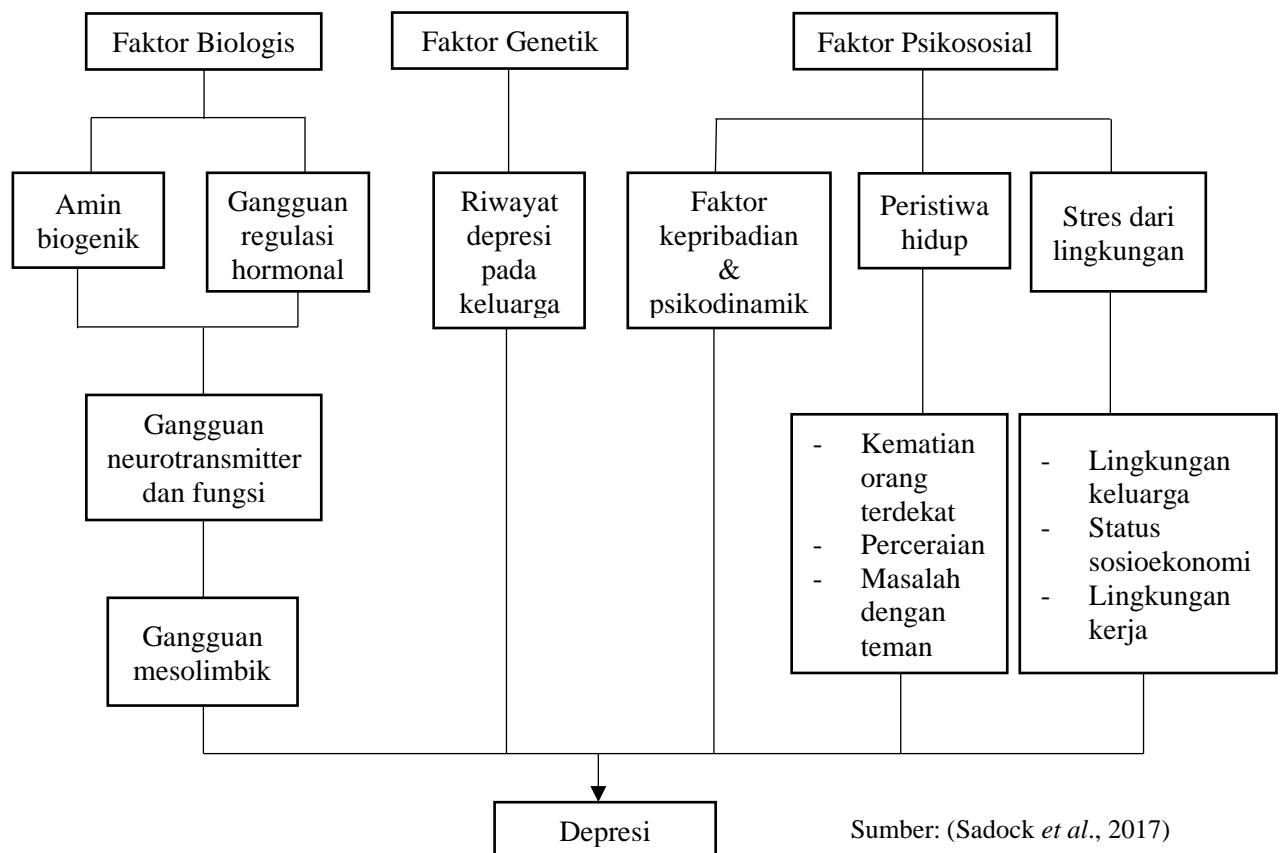 Faktor Biologis
Faktor Genetik
Faktor Psikososial
Amin
biogenik
Gangguan
regulasi
hormonal
Riwayat
depresi
pada
keluarga
Faktor
kepribadian
&
psikodinamik
Peristiwa
hidup
Stres dari
lingkungan
Gangguan
neurotransmitter
dan fungsi
- Kematian
orang
terdekat
- Perceraian
- Masalah
dengan
teman
- Lingkungan
keluarga
- Status
sosioekonomi
- Lingkungan
kerja
Gangguan
mesolimbik
Depresi
Sumber: (Sadock et al., 2017)